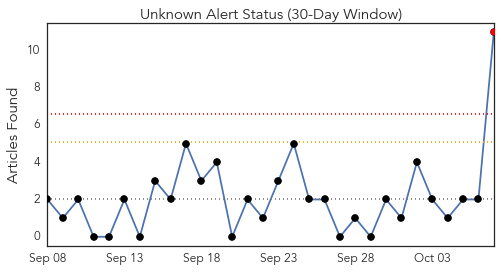 Unknown Alert Status (30-Day Window)
Articles Found
10
8
6
4
2
0
Sep 08 Sep 13 Sep 18 Sep 23 Sep 28 Oct 03